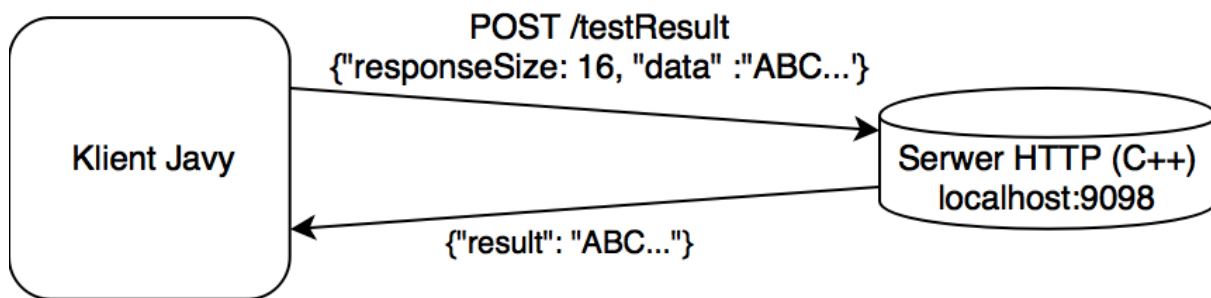 POST /testResult
{"responseSize: 16, "data" :"ABC...'}
Klient Javy
Serwer HTTP (C++)
localhost:9098
{"result": "ABC..."}